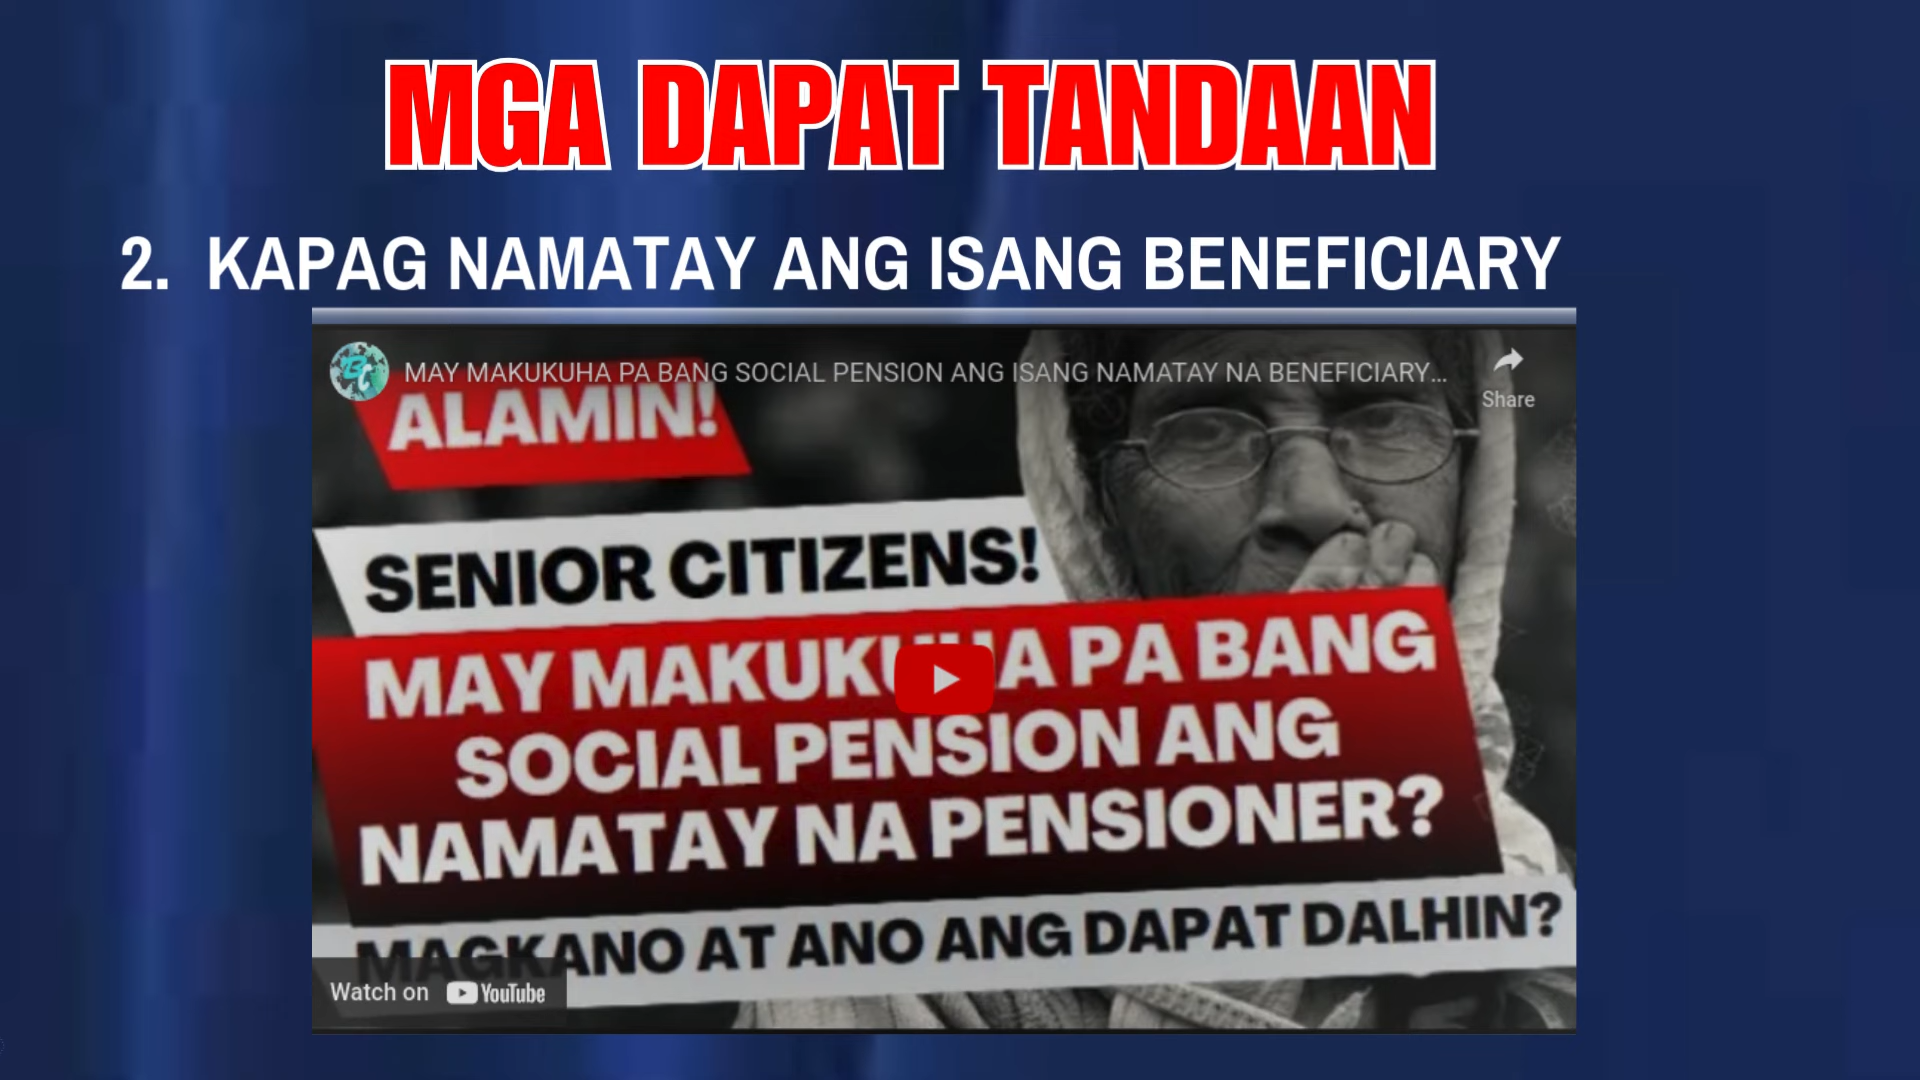 MGA DAPAT TANDAAN
2. KAPAG NAMATAY ANG ISANG BENEFICIARY
MAY MAKUKUHA PA BANG SOCIAL PENSION ANG ISANG NAMATAY NA BENEFICIARY...
Share
ALAMIN!
SENIOR CITIZENS!
MAY MAKUKUHA PA BANG
SOCIAL PENSION ANG
NAMATAY NA PENSIONER?
MAGKANO AT ANO ANG DAPAT DALHIN?
Watch on YouTube